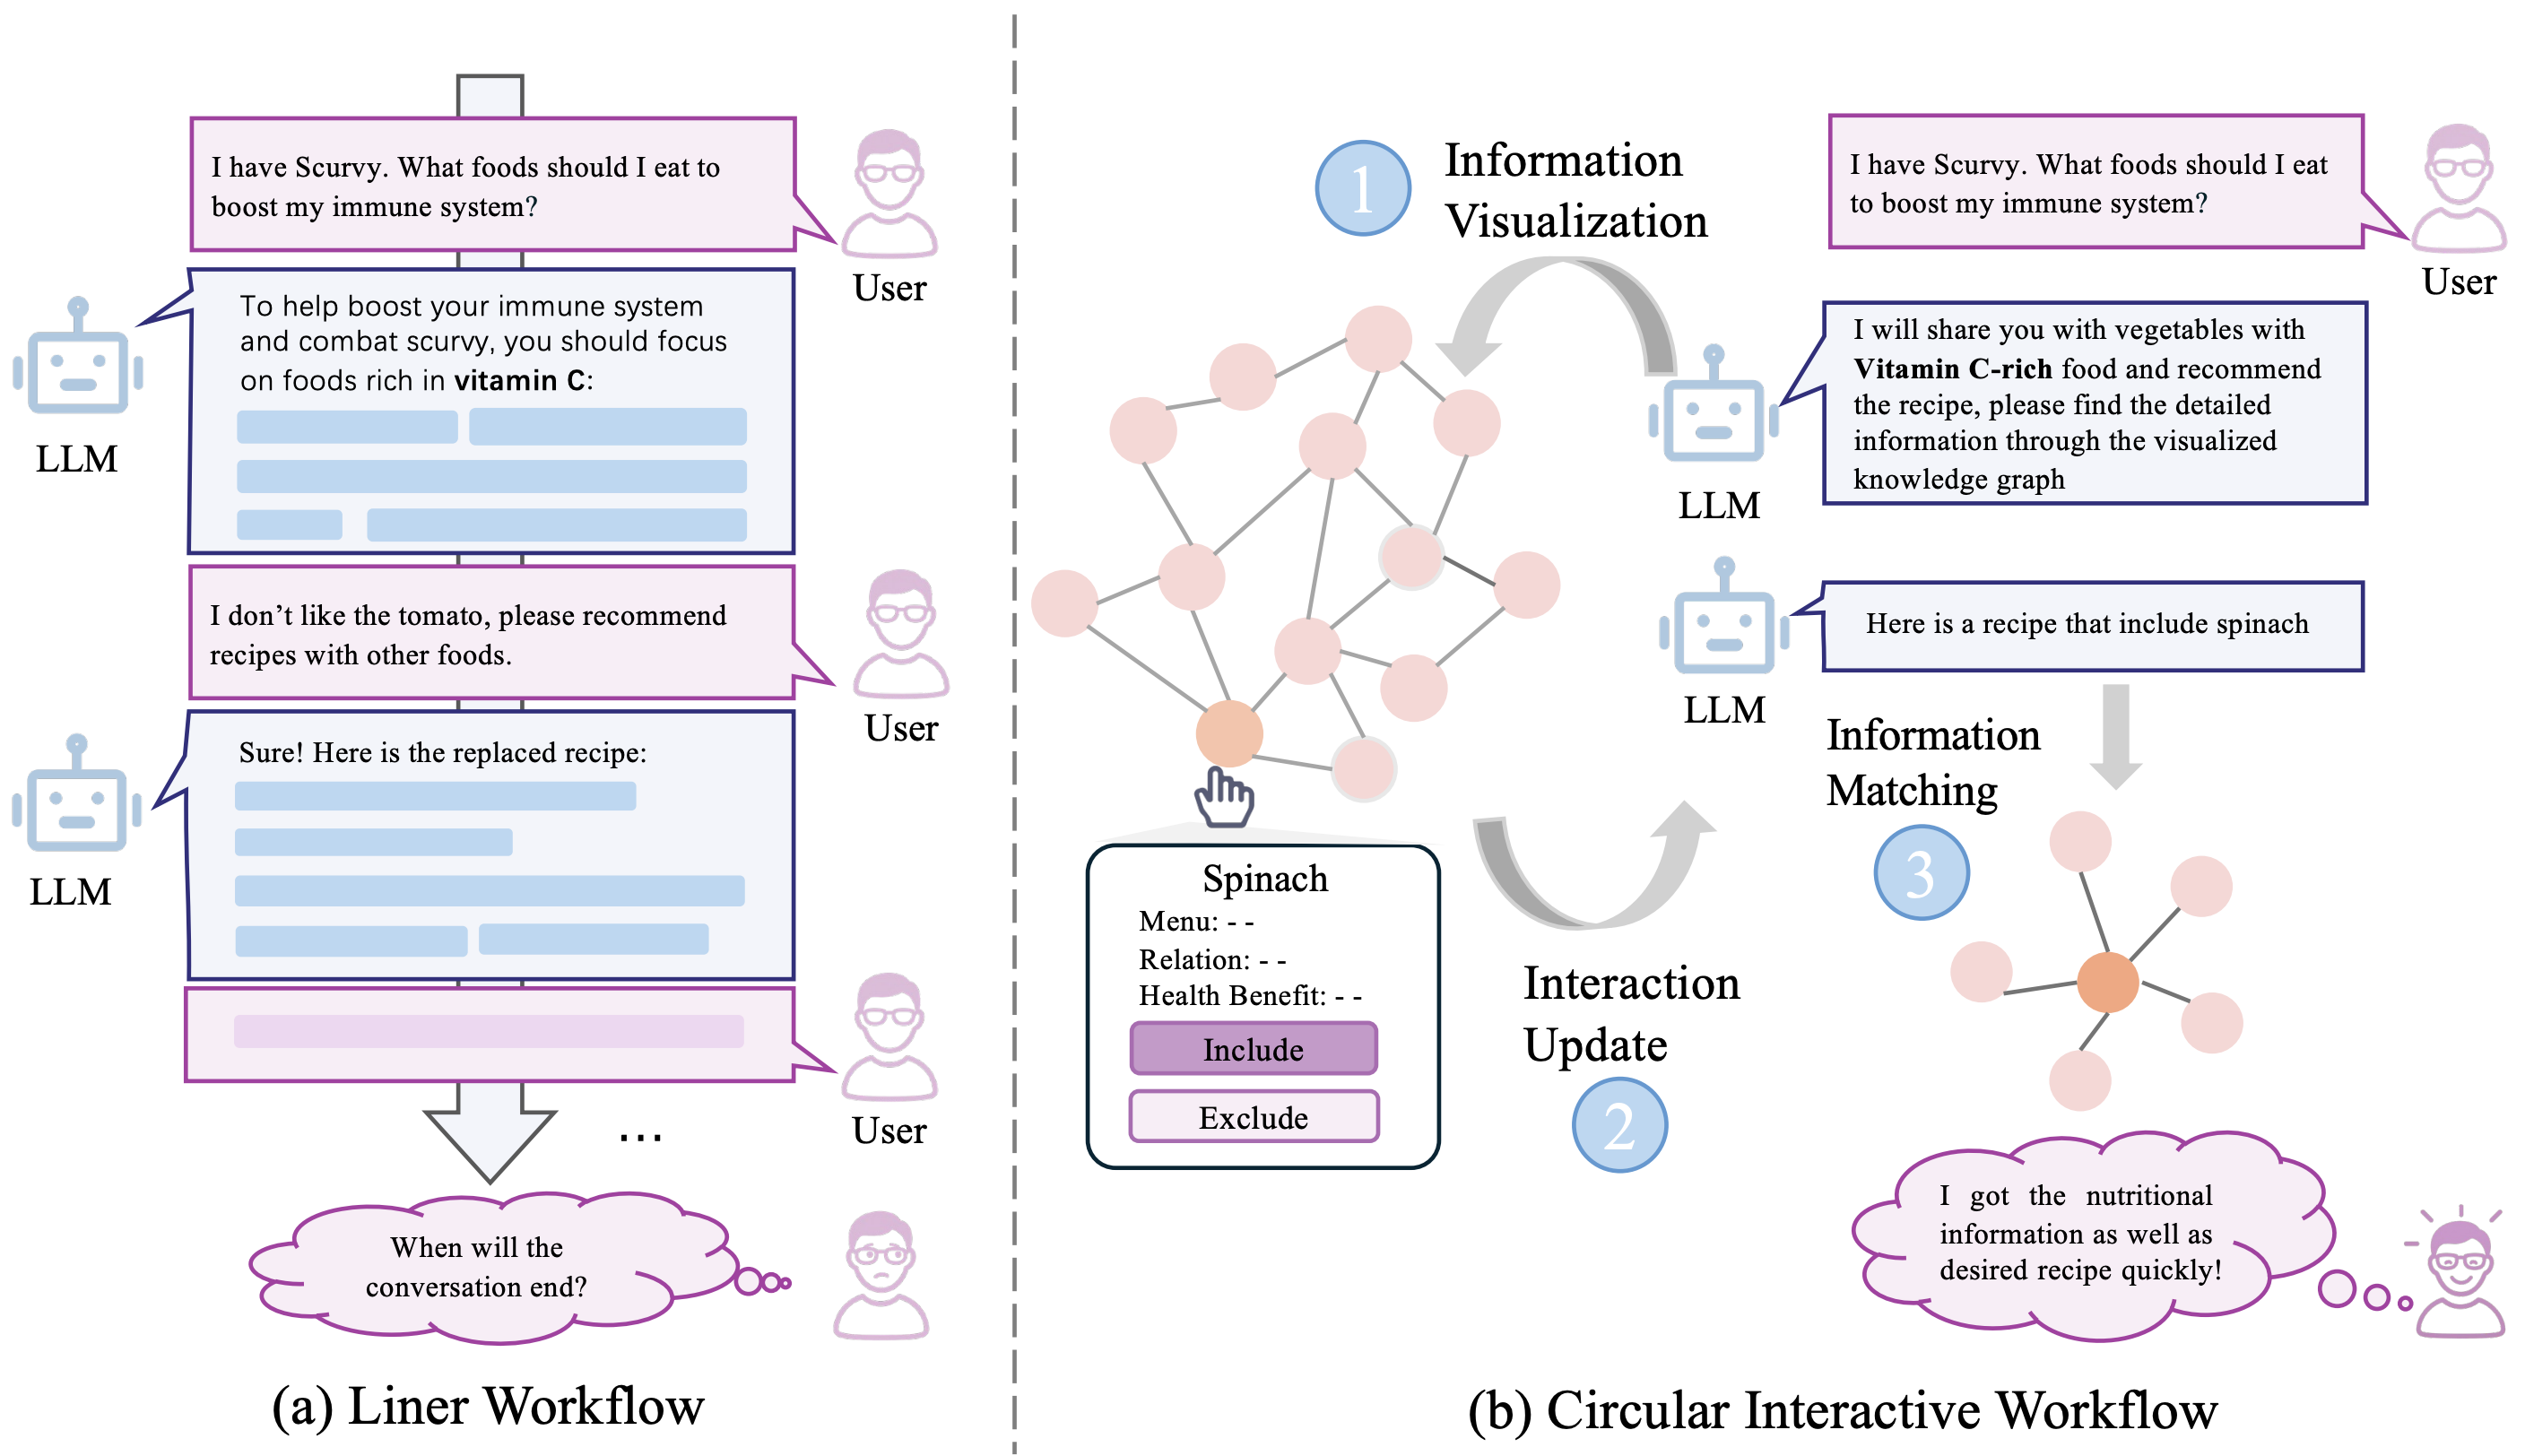 I have Scurvy. What foods should I eat to
boost my immune system?
User
To help boost your immune system
and combat scurvy, you should focus
on foods rich in vitamin C:
LLM
I don't like the tomato, please recommend
recipes with other foods.
User
Sure! Here is the replaced recipe:
LLM
User
...
When will the
conversation end?
(a) Liner Workflow
1
Information
Visualization
I have Scurvy. What foods should I eat
to boost my immune system?
User
I will share you with vegetables with
Vitamin C-rich food and recommend
the recipe, please find the detailed
information through the visualized
knowledge graph
LLM
Here is a recipe that include spinach
LLM
Spinach
Menu: - -
Relation: - -
Health Benefit: - -
Include
Exclude
Interaction
Update
2
Information
Matching
3
I got the nutritional
information as well as
desired recipe quickly!
(b) Circular Interactive Workflow